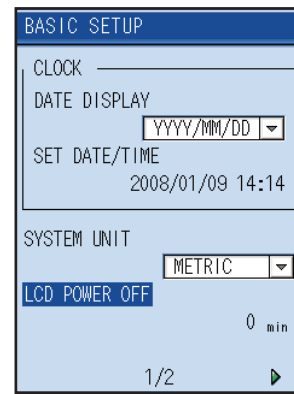 BASIC SETUP
CLOCK
DATE DISPLAY
YYYY/MM/DD
SET DATE/TIME
2008/01/09 14:14
SYSTEM UNIT
METRIC
LCD POWER OFF
0 min
1/2